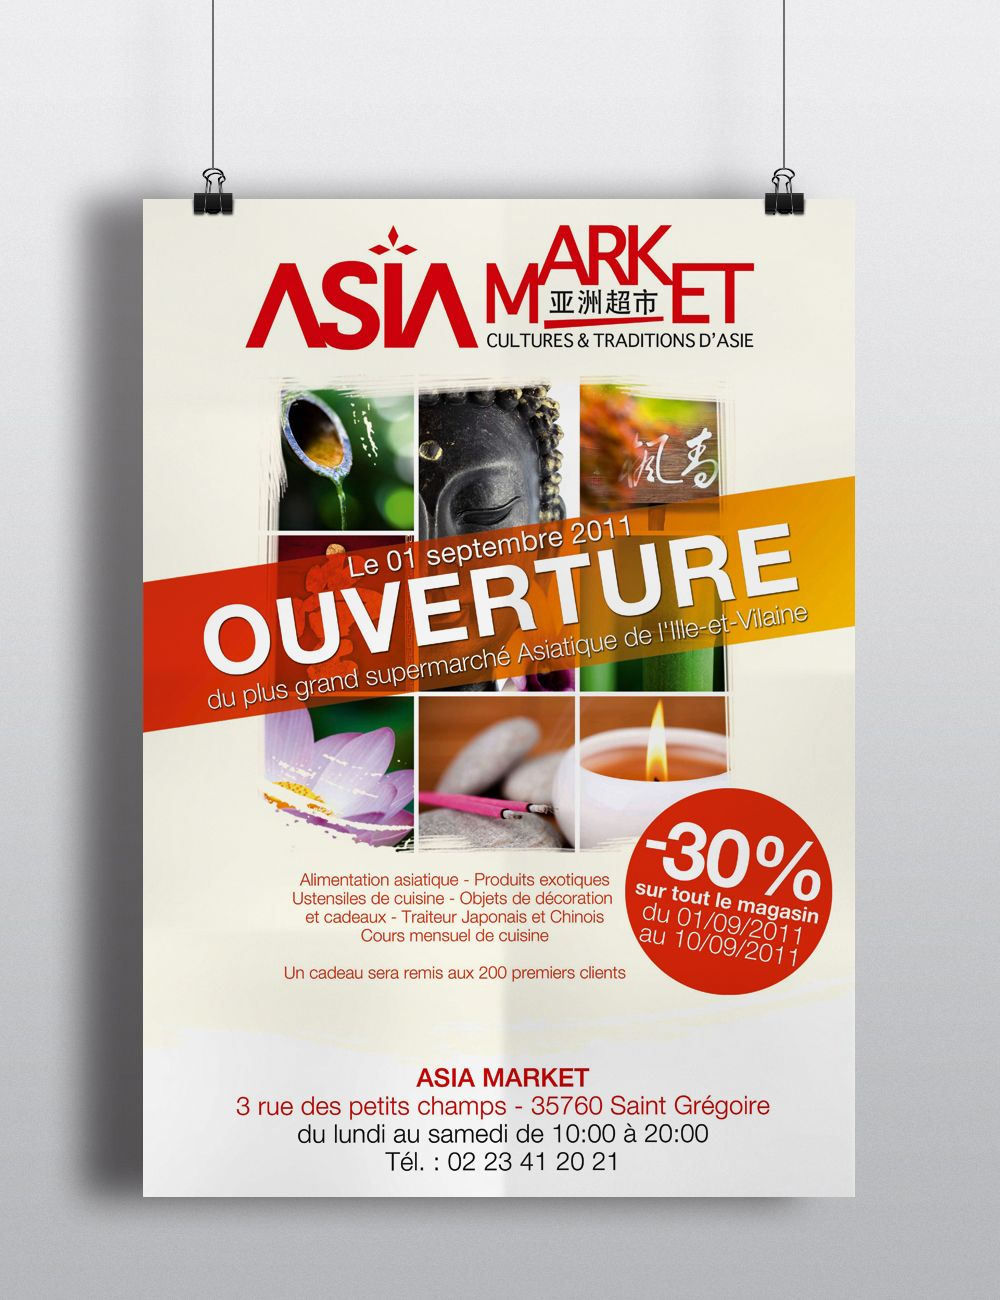 ASIA MARKET
亚洲超市
CULTURES & TRADITIONS D'ASIE
Le 01 septembre 2011
OUVERTURE
du plus grand supermarché Asiatique de l'Ille-et-Vilaine
-30%
sur tout le magasin
du 01/09/2011
au 10/09/2011
Alimentation asiatique - Produits exotiques
Ustensiles de cuisine - Objets de décoration
et cadeaux - Traiteur Japonais et Chinois
Cours mensuel de cuisine
Un cadeau sera remis aux 200 premiers clients
ASIA MARKET
3 rue des petits champs - 35760 Saint Grégoire
du lundi au samedi de 10:00 à 20:00
Tél. : 02 23 41 20 21